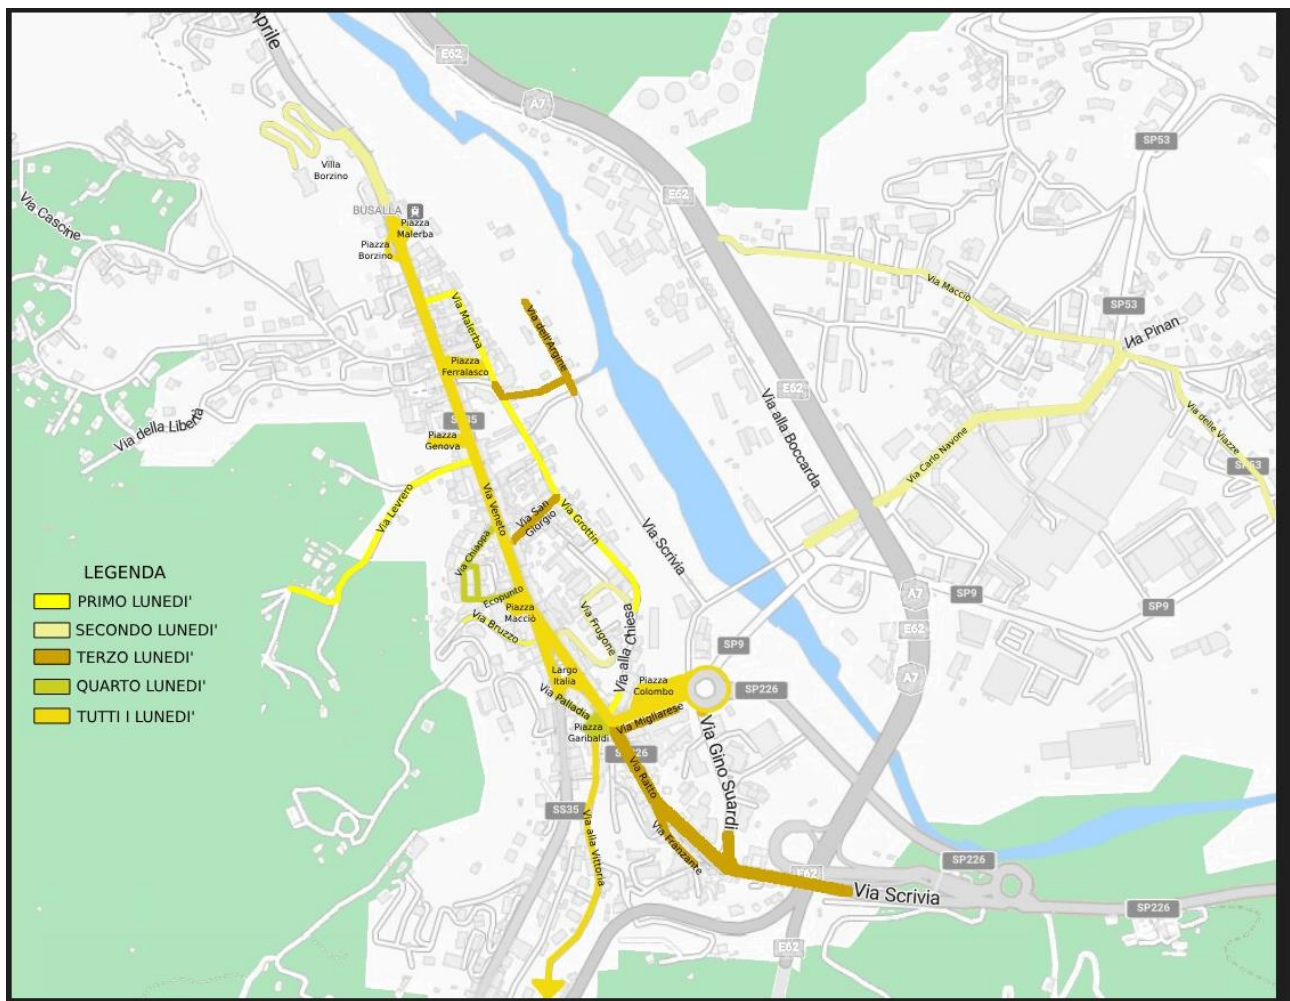 Aprile
E62
A7
SP53
Villa
Borzino
E62
Via Cascine
BUSALLA
Piazza
Malerba
Piazza
Borzino
Via Maccio
SP53
Via Malerba
Via dell'Argine
Via Pinan
Piazza
Ferralasco
E62
Via della Libertà
Via alla Boccarda
Via delle Viazze
Piazza
Genova
Via Carlo Navone
SP53
Via Levrero
Via Veneto
Via San
Giorgio
Via Grottin
Via Scrivia
Via Chiappa
LEGENDA
PRIMO LUNEDI'
SECONDO LUNEDI'
TERZO LUNEDI'
QUARTO LUNEDI'
TUTTI I LUNEDI'
Ecopunto
Piazza
Macciò
Via Bruzzo
Via Frugone
Via alla Chiesa
A7
SP9
SP9
E62
SP9
Largo
Italia
Piazza
Colombo
SP226
A7
Via Palladia
Via Migliarese
Piazza
Garibaldi
Via Gino Suardi
Via Ratto
SS35
Via alla Vittoria
Via Franzante
E62
SP226
Via Scrivia
SP226
E62